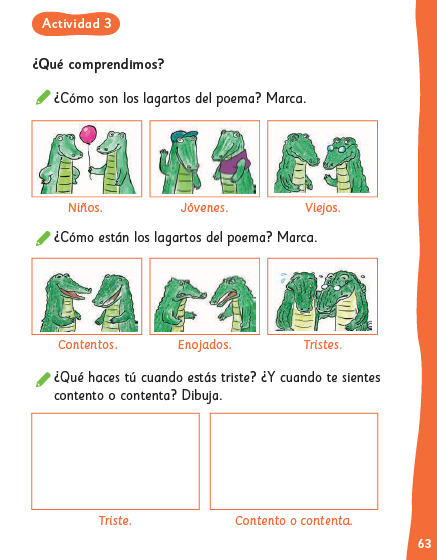 Actividad 3
¿Qué comprendimos?
¿Cómo son los lagartos del poema? Marca.
Niños. Jóvenes. Viejos.
¿Cómo están los lagartos del poema? Marca.
Contentos. Enojados. Tristes.
¿Qué haces tú cuando estás triste? ¿Y cuando te sientes
contento o contenta? Dibuja.
Triste. Contento o contenta.
63